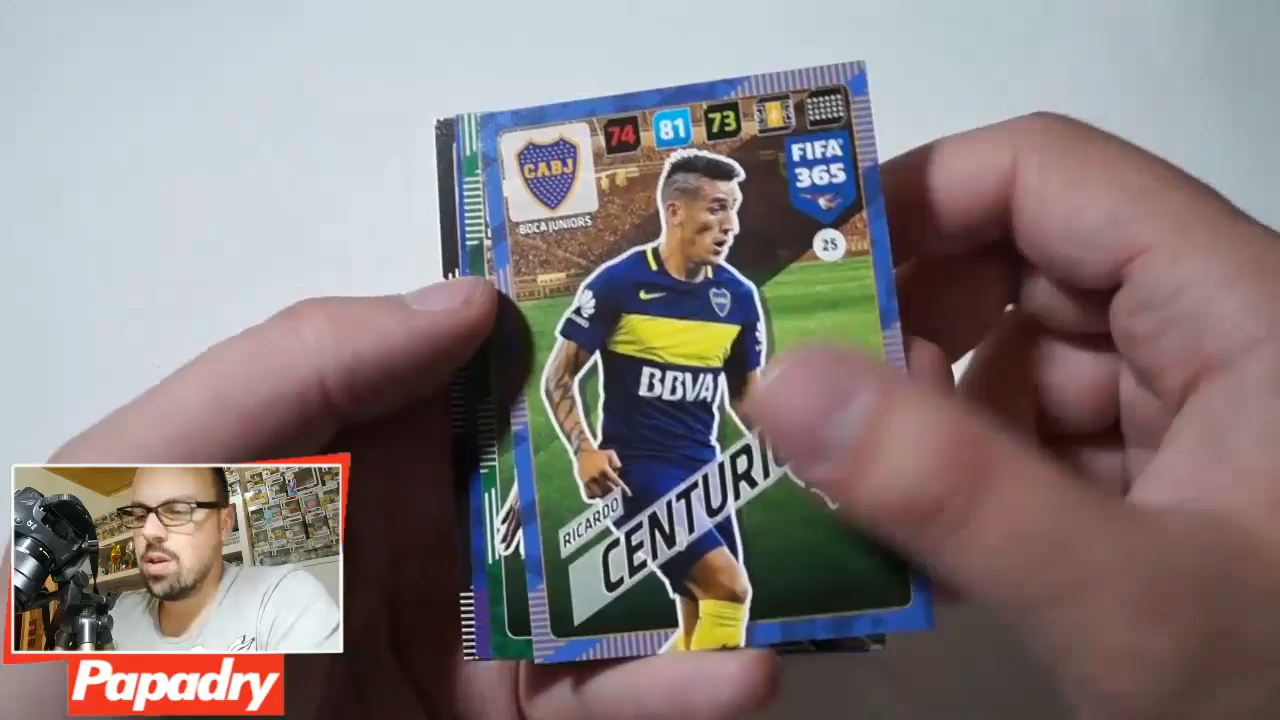 74 81 73
CABJ
BOCA JUNIORS
FIFA
365
25
BBVA
RICARDO
CENTURI
Papadry